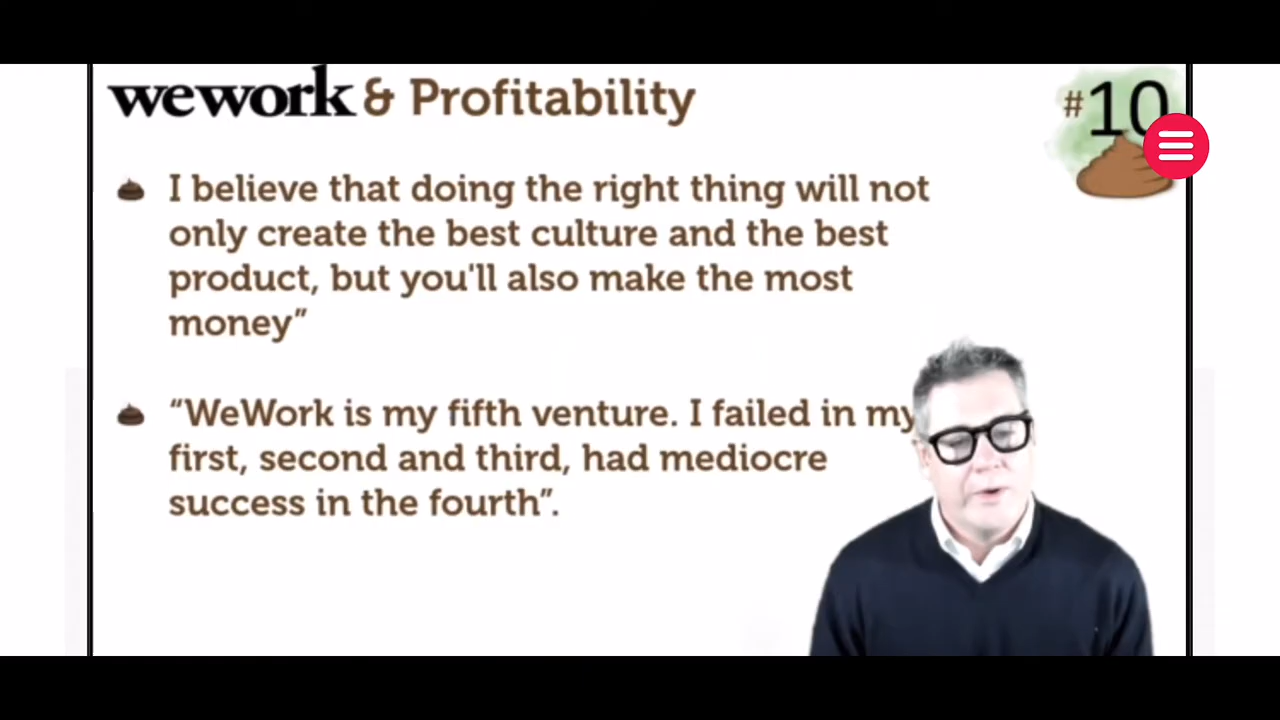 wework & Profitability
#10
I believe that doing the right thing will not
only create the best culture and the best
product, but you'll also make the most
money”
“WeWork is my fifth venture. I failed in my
first, second and third, had mediocre
success in the fourth”.